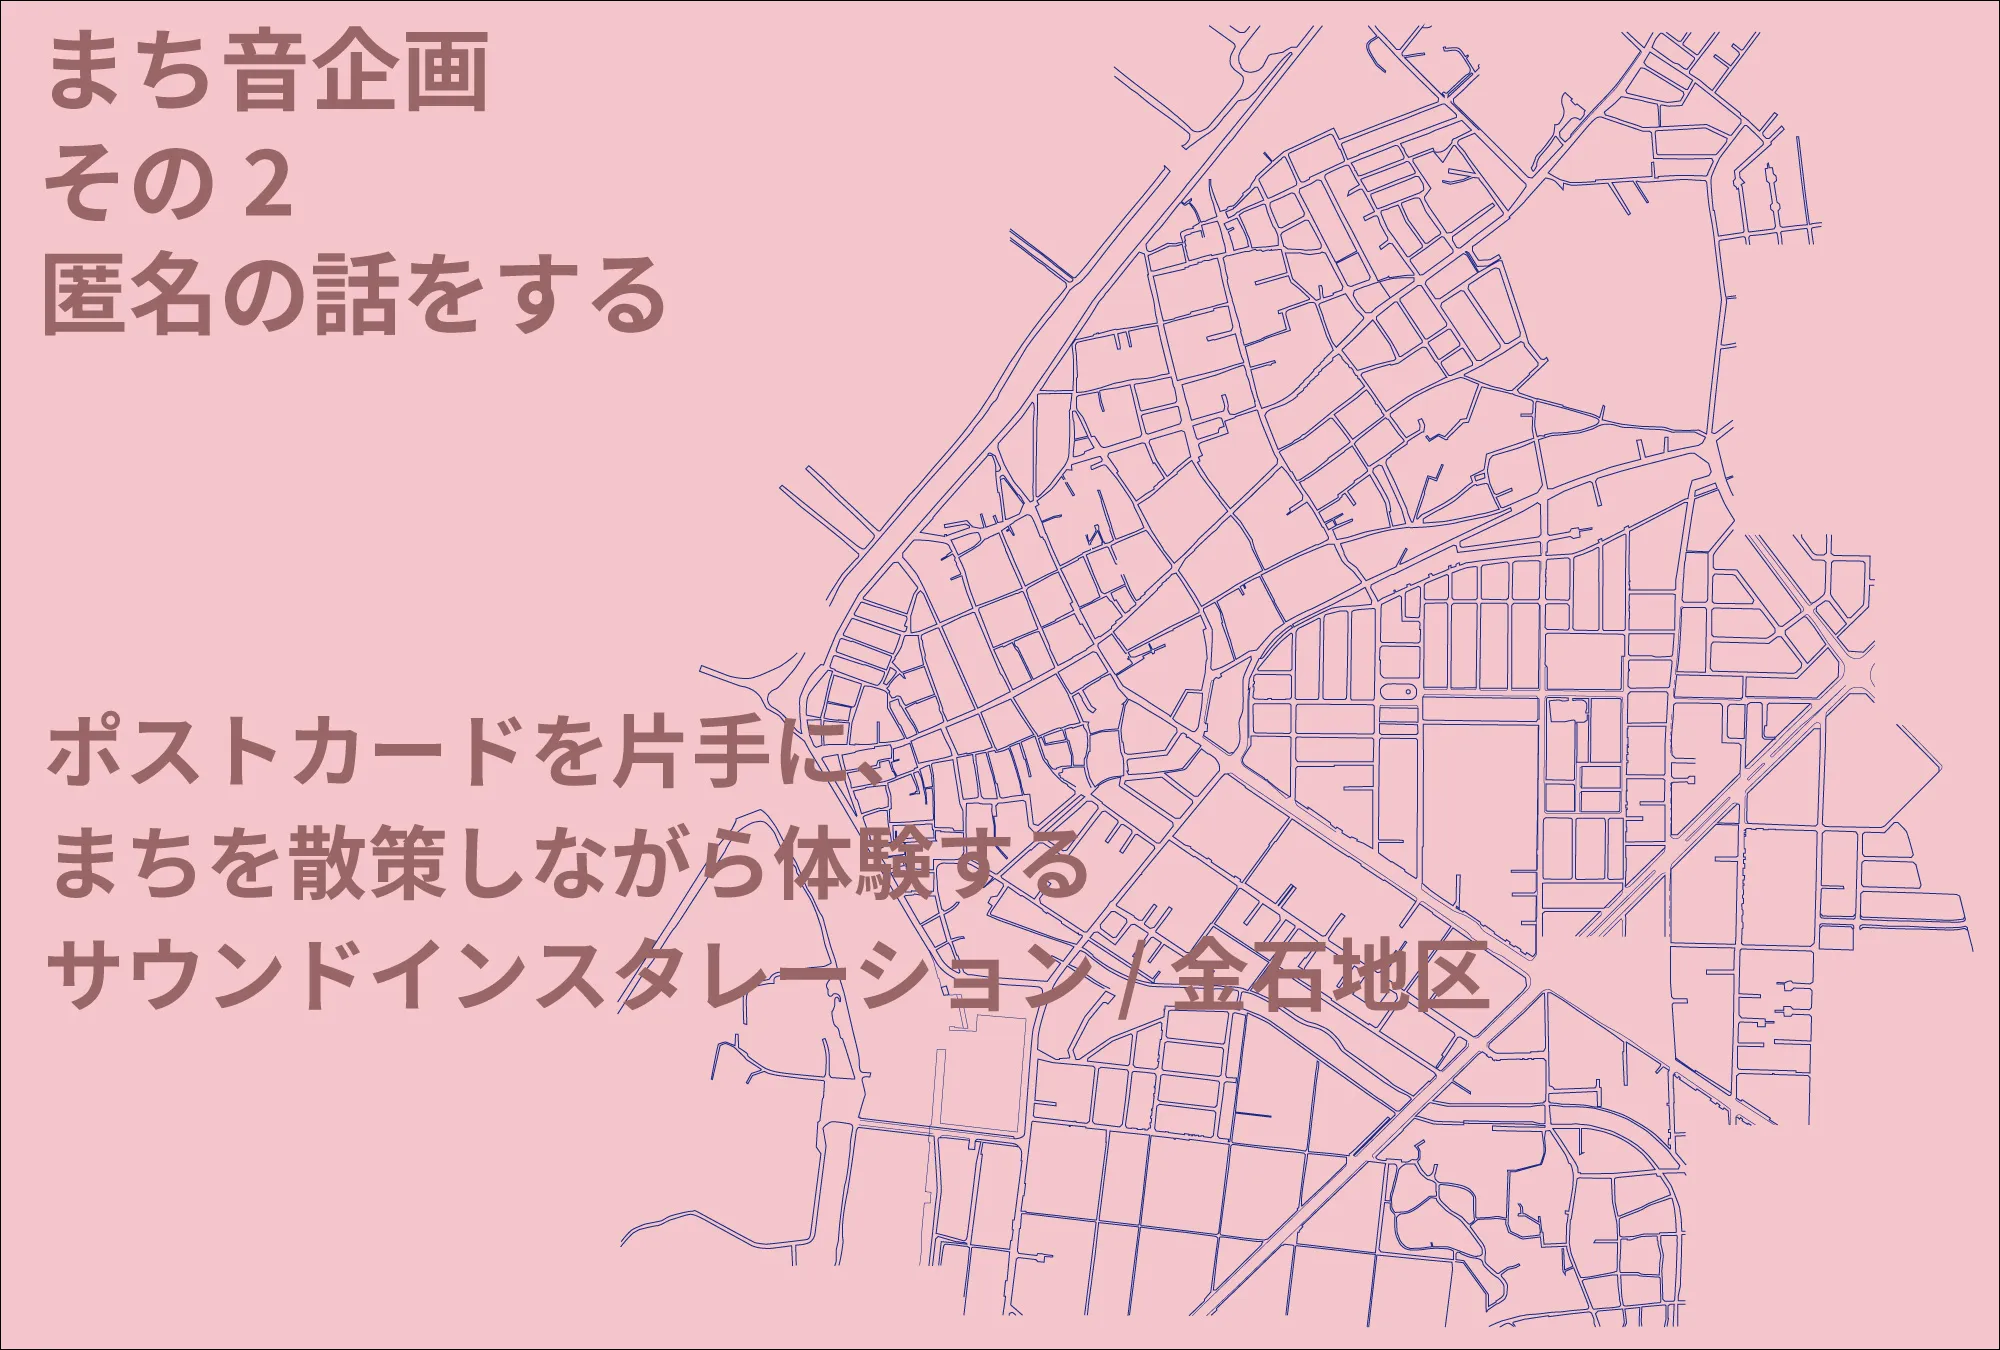 まち音企画
その 2
匿名の話をする
ポストカードを片手に、
まちを散策しながら体験する
サウンドインスタレーション / 金石地区